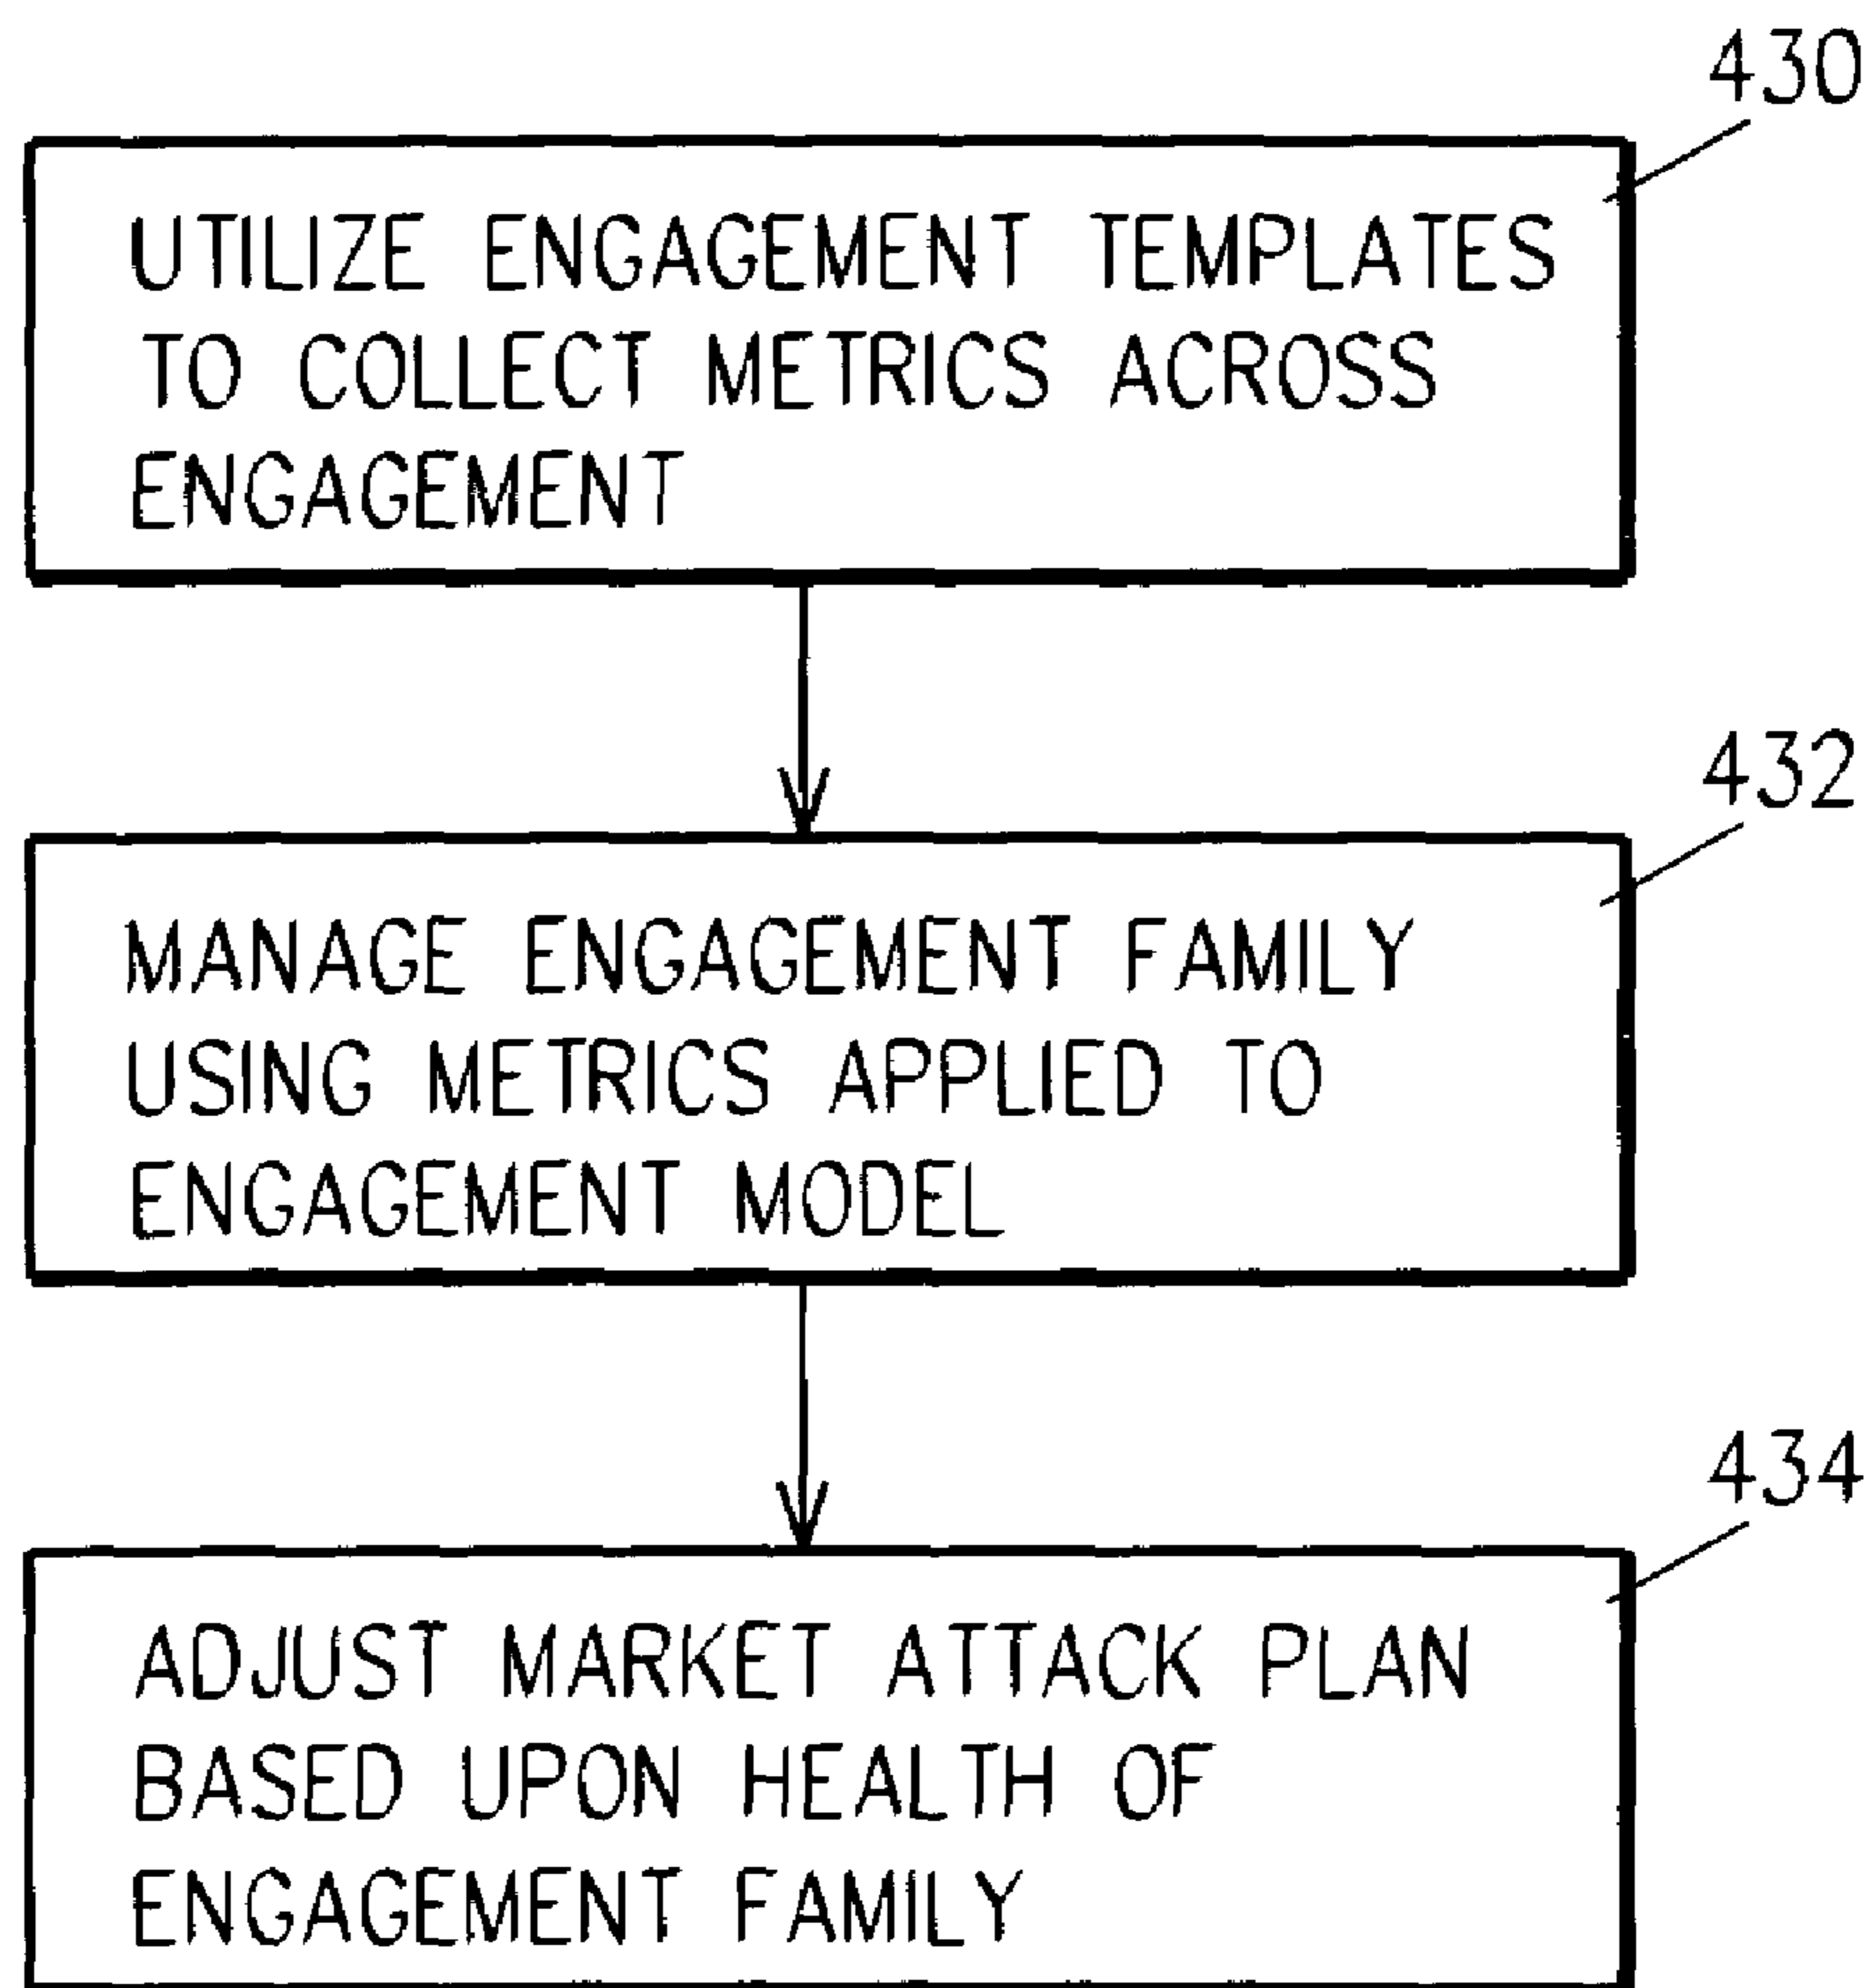 430
UTILIZE ENGAGEMENT TEMPLATES
TO COLLECT METRICS ACROSS
ENGAGEMENT
432
MANAGE ENGAGEMENT FAMILY
USING METRICS APPLIED TO
ENGAGEMENT MODEL
434
ADJUST MARKET ATTACK PLAN
BASED UPON HEALTH OF
ENGAGEMENT FAMILY